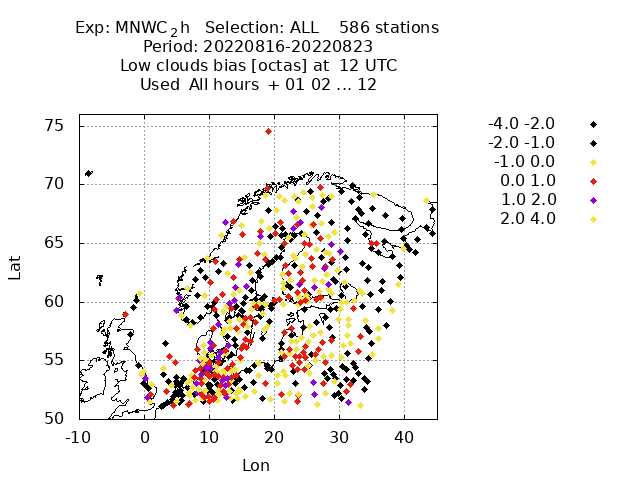 Exp: MNWC₂h Selection: ALL 586 stations
Period: 20220816-20220823
Low clouds bias [octas] at 12 UTC
Used All hours + 01 02 ... 12
-4.0 -2.0
-2.0 -1.0
-1.0 0.0
0.0 1.0
1.0 2.0
2.0 4.0
75
70
65
60
55
50
Lat
-10 0 10 20 30 40
Lon